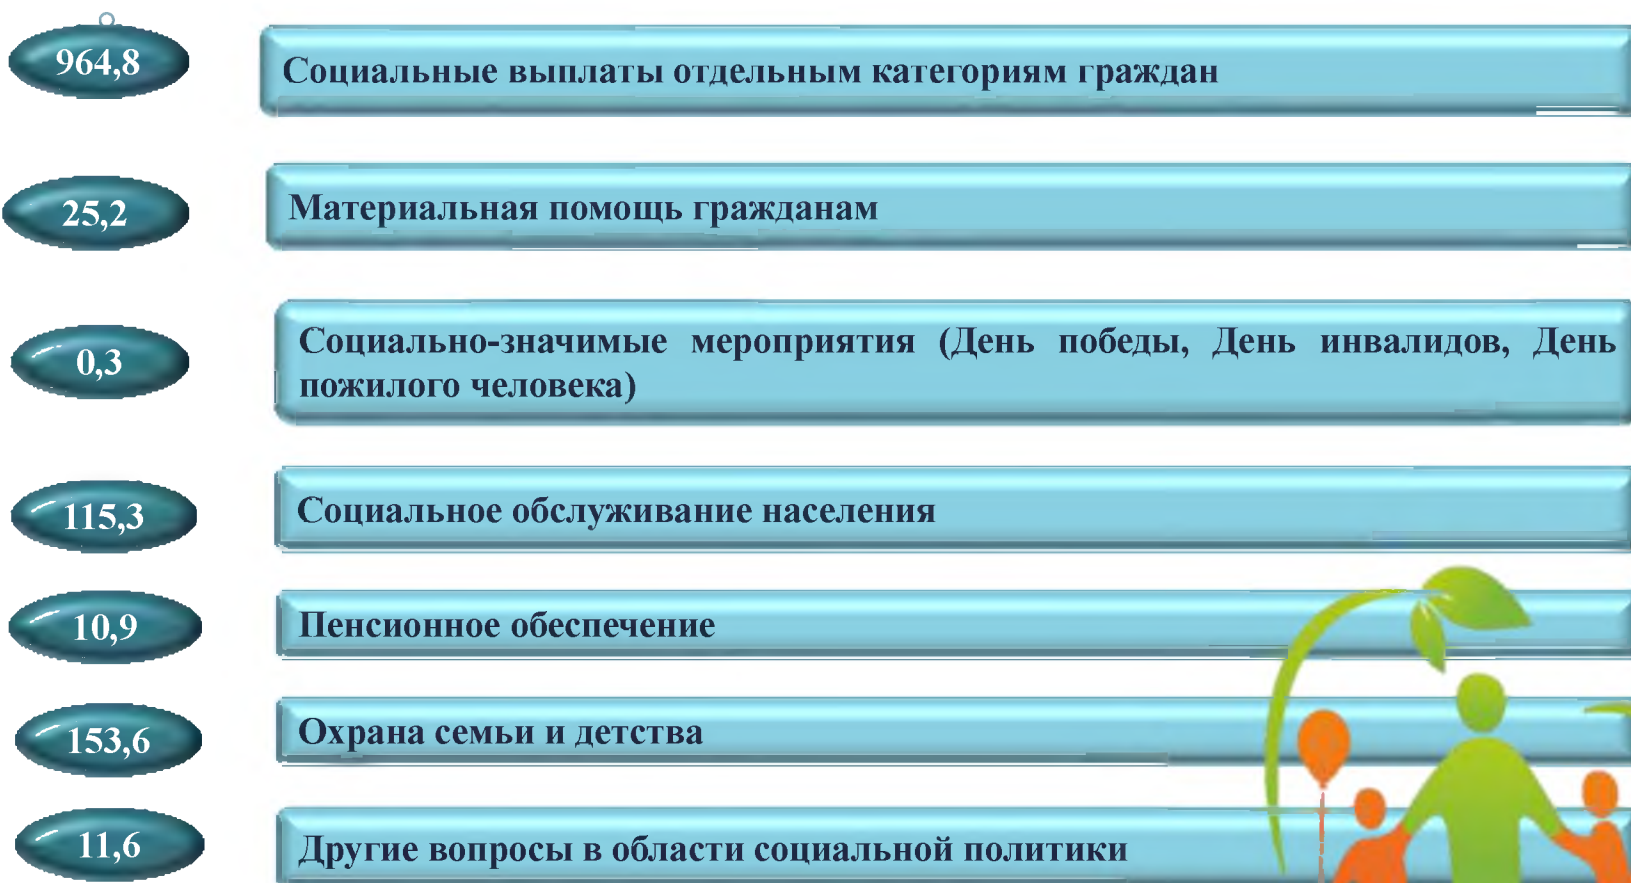 964,8
Социальные выплаты отдельным категориям граждан
25,2
Материальная помощь гражданам
0,3
Социально-значимые мероприятия (День победы, День инвалидов, День
пожилого человека)
115,3
Социальное обслуживание населения
10,9
Пенсионное обеспечение
153,6
Охрана семьи и детства
11,6
Другие вопросы в области социальной политики